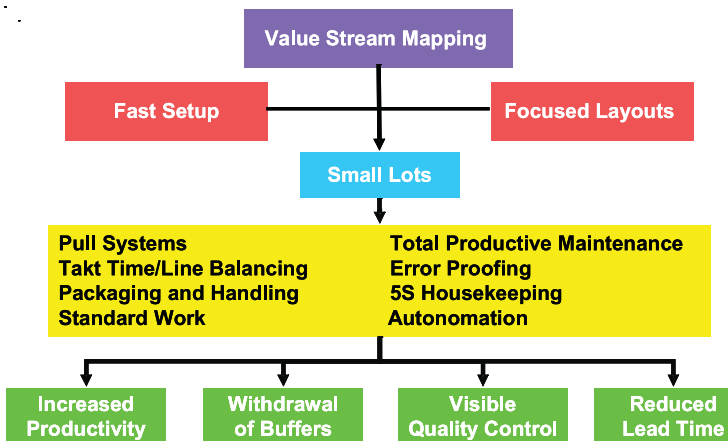 Value Stream Mapping
Fast Setup
Focused Layouts
Small Lots
Pull Systems
Total Productive Maintenance
Takt Time/Line Balancing
Error Proofing
Packaging and Handling
5S Housekeeping
Standard Work
Autonomation
Increased
Productivity
Withdrawal
of Buffers
Visible
Quality Control
Reduced
Lead Time